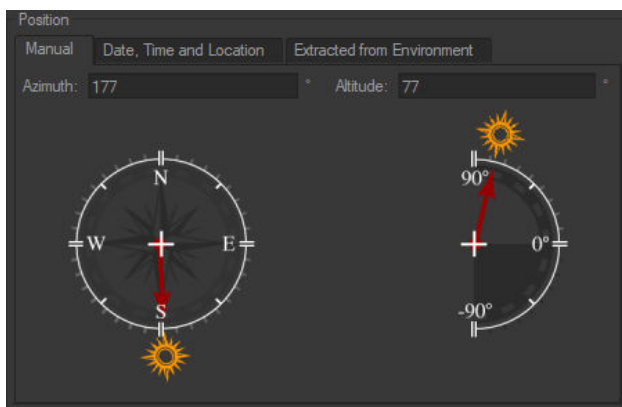 Position
Manual Date, Time and Location Extracted from Environment
Azimuth: 177 ° Altitude: 77 °
N
W E
S
90°
0°
-90°